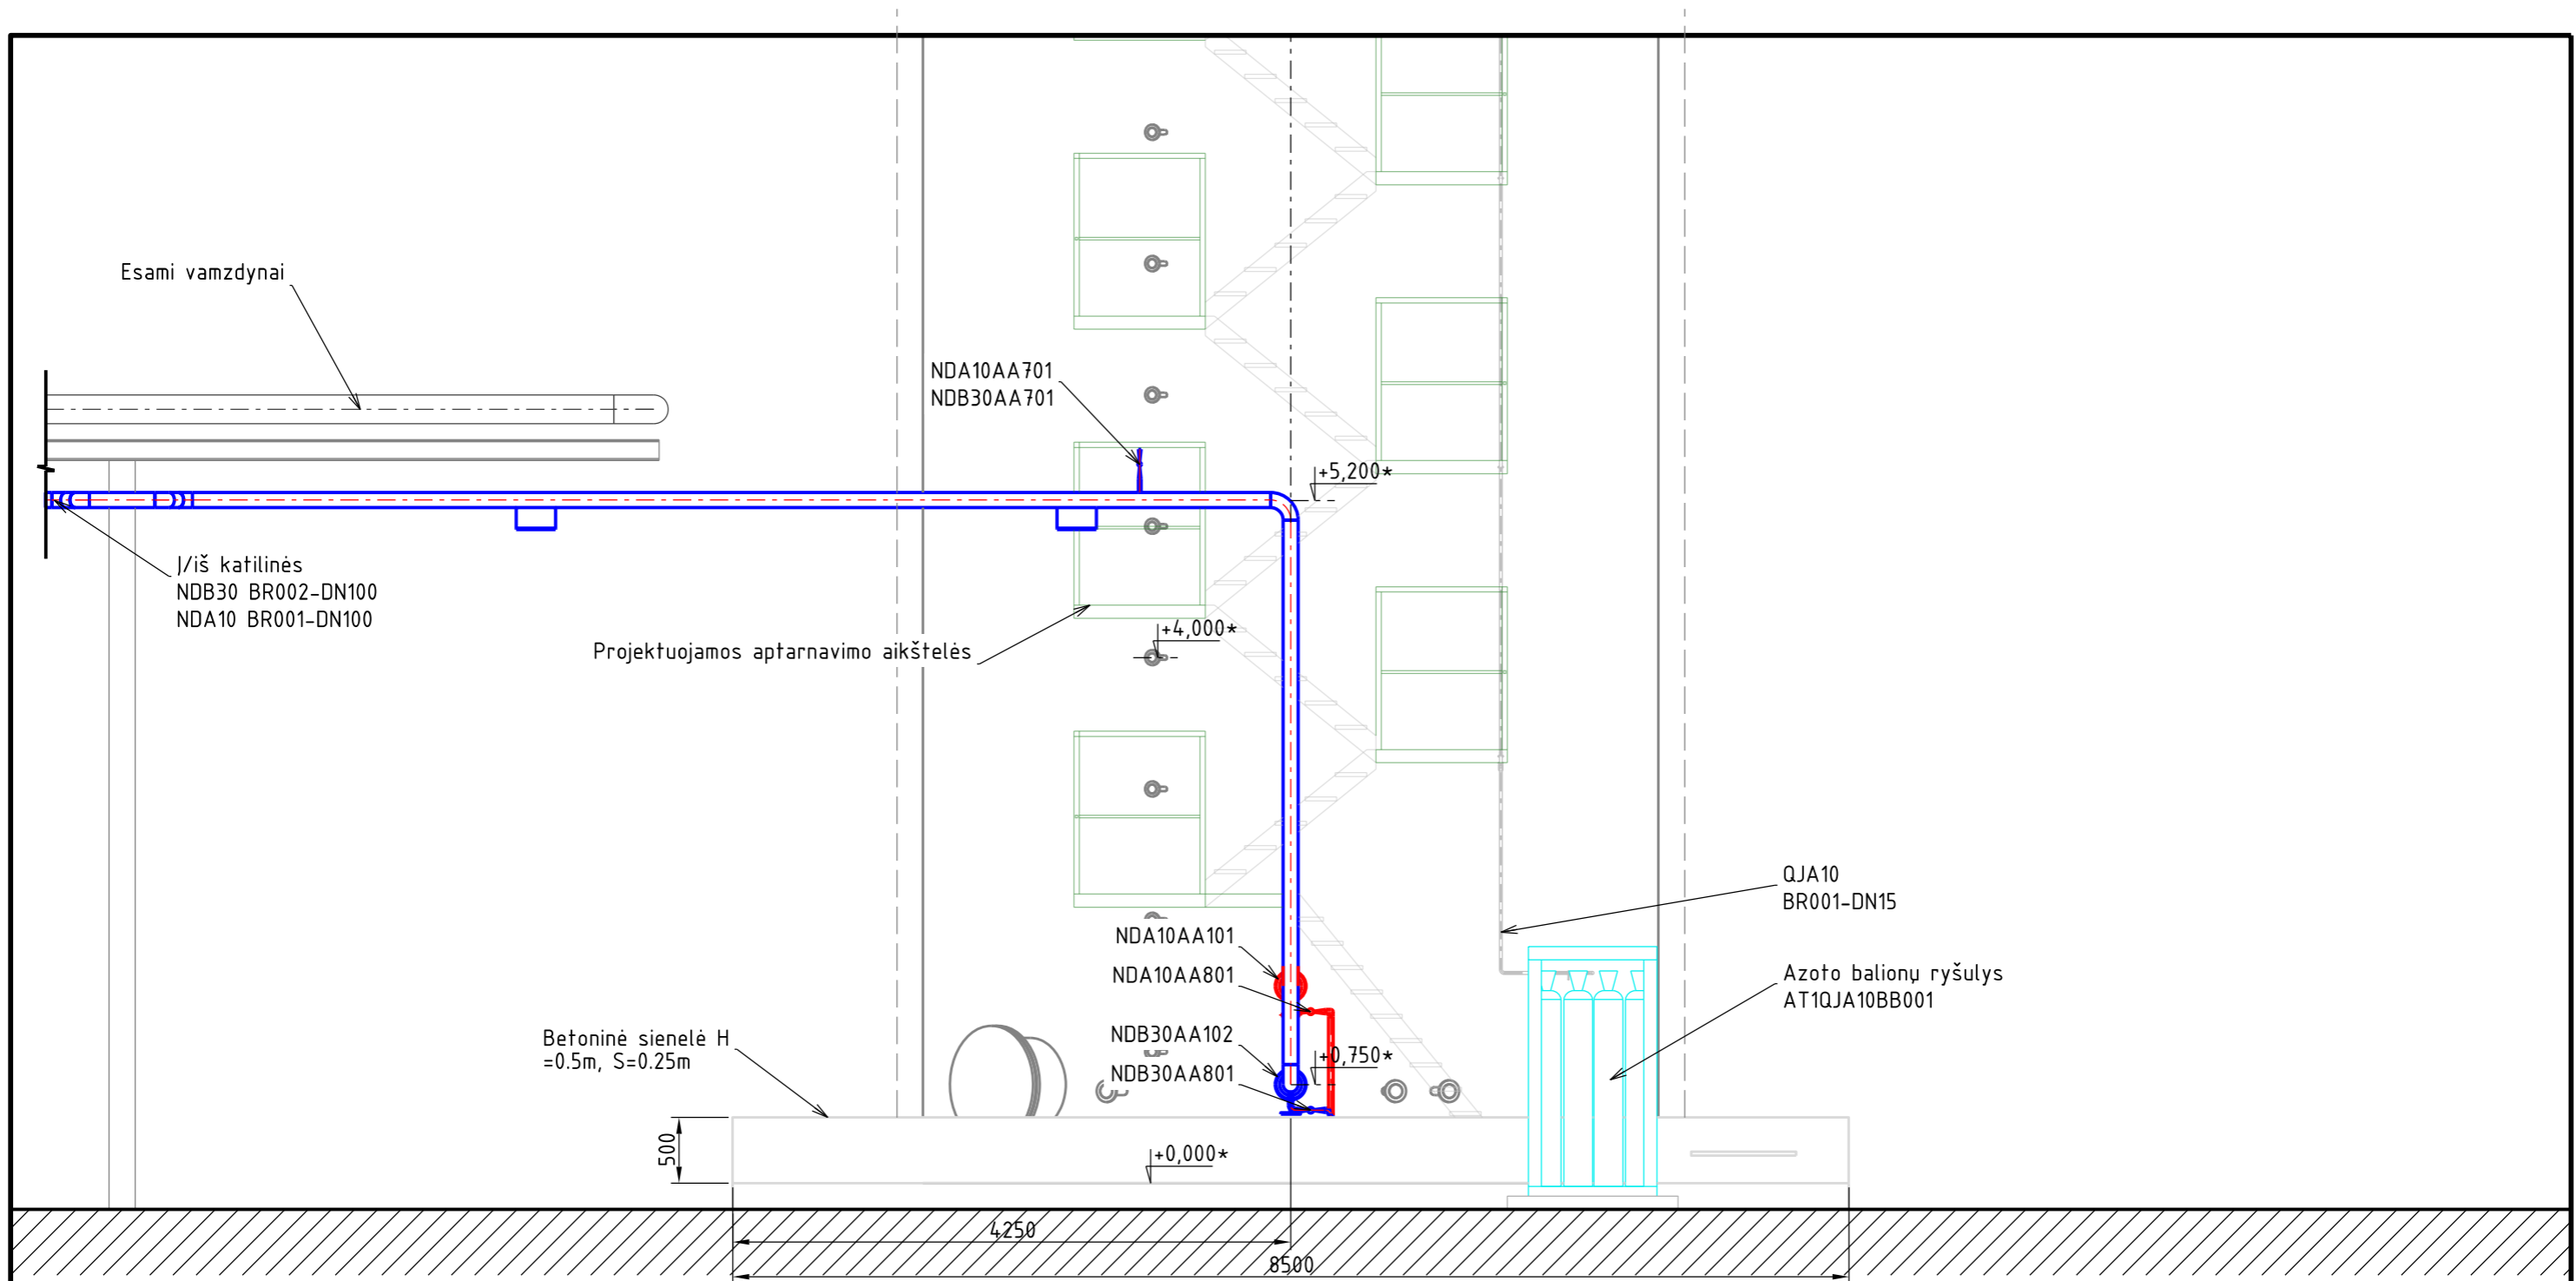 Esami vamzdynai
NDA10AA701
NDB30AA701
+5,200*
Į/iš katilinės
NDB30 BR002-DN100
NDA10 BR001-DN100
Projektuojamos aptarnavimo aikštelės
+4,000*
QJA10
BR001-DN15
NDA10AA101
NDA10AA801
Azoto balionų ryšulys
AT1QJA10BB001
Betoninė sienelė H
=0.5m, S=0.25m
NDB30AA102
+0,750*
NDB30AA801
500
+0,000*
4250
8500